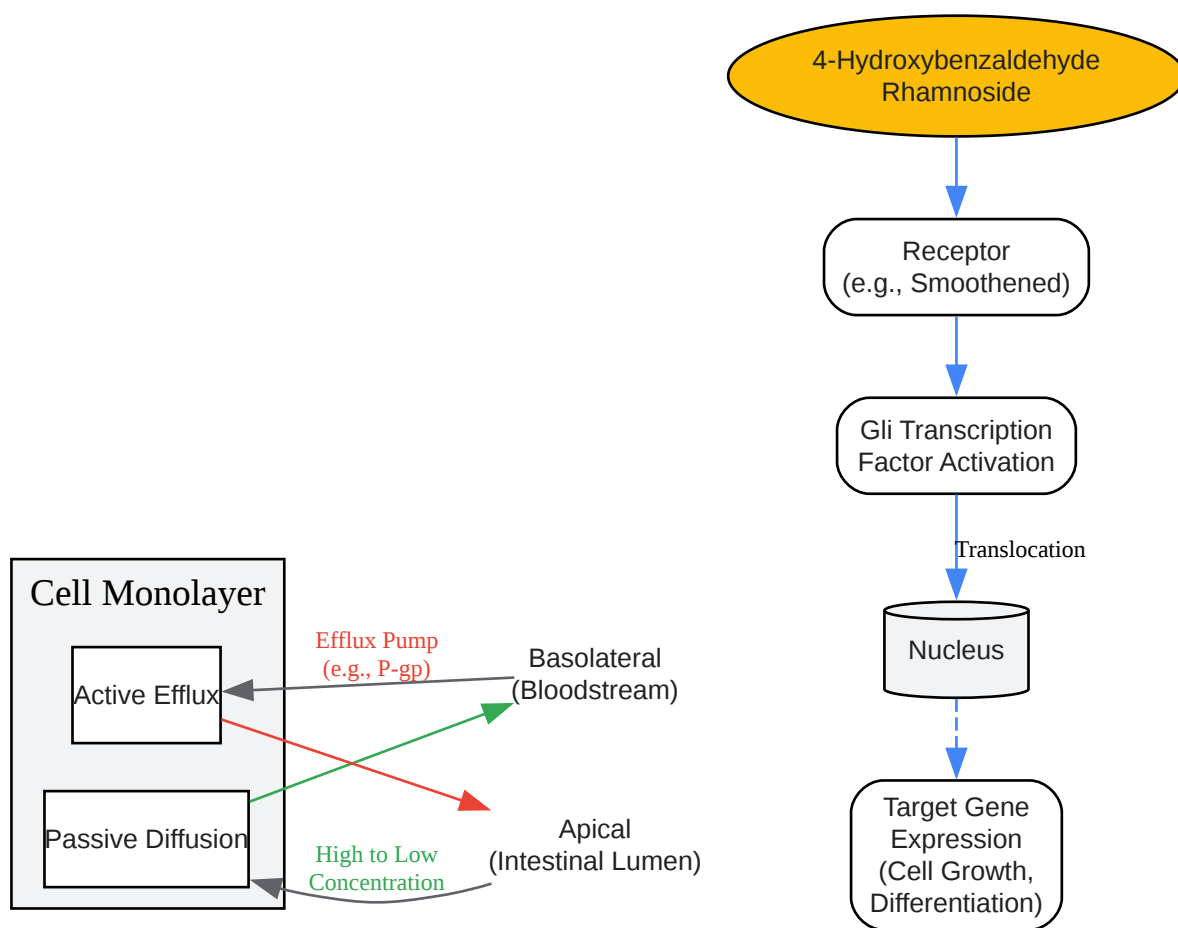 4-Hydroxybenzaldehyde
Rhamnoside
Receptor
(e.g., Smoothened)
Gli Transcription
Factor Activation
Translocation
Nucleus
Target Gene
Expression
(Cell Growth,
Differentiation)
Cell Monolayer
Active Efflux
Passive Diffusion
Efflux Pump
(e.g., P-gp)
High to Low
Concentration
Basolateral
(Bloodstream)
Apical
(Intestinal Lumen)